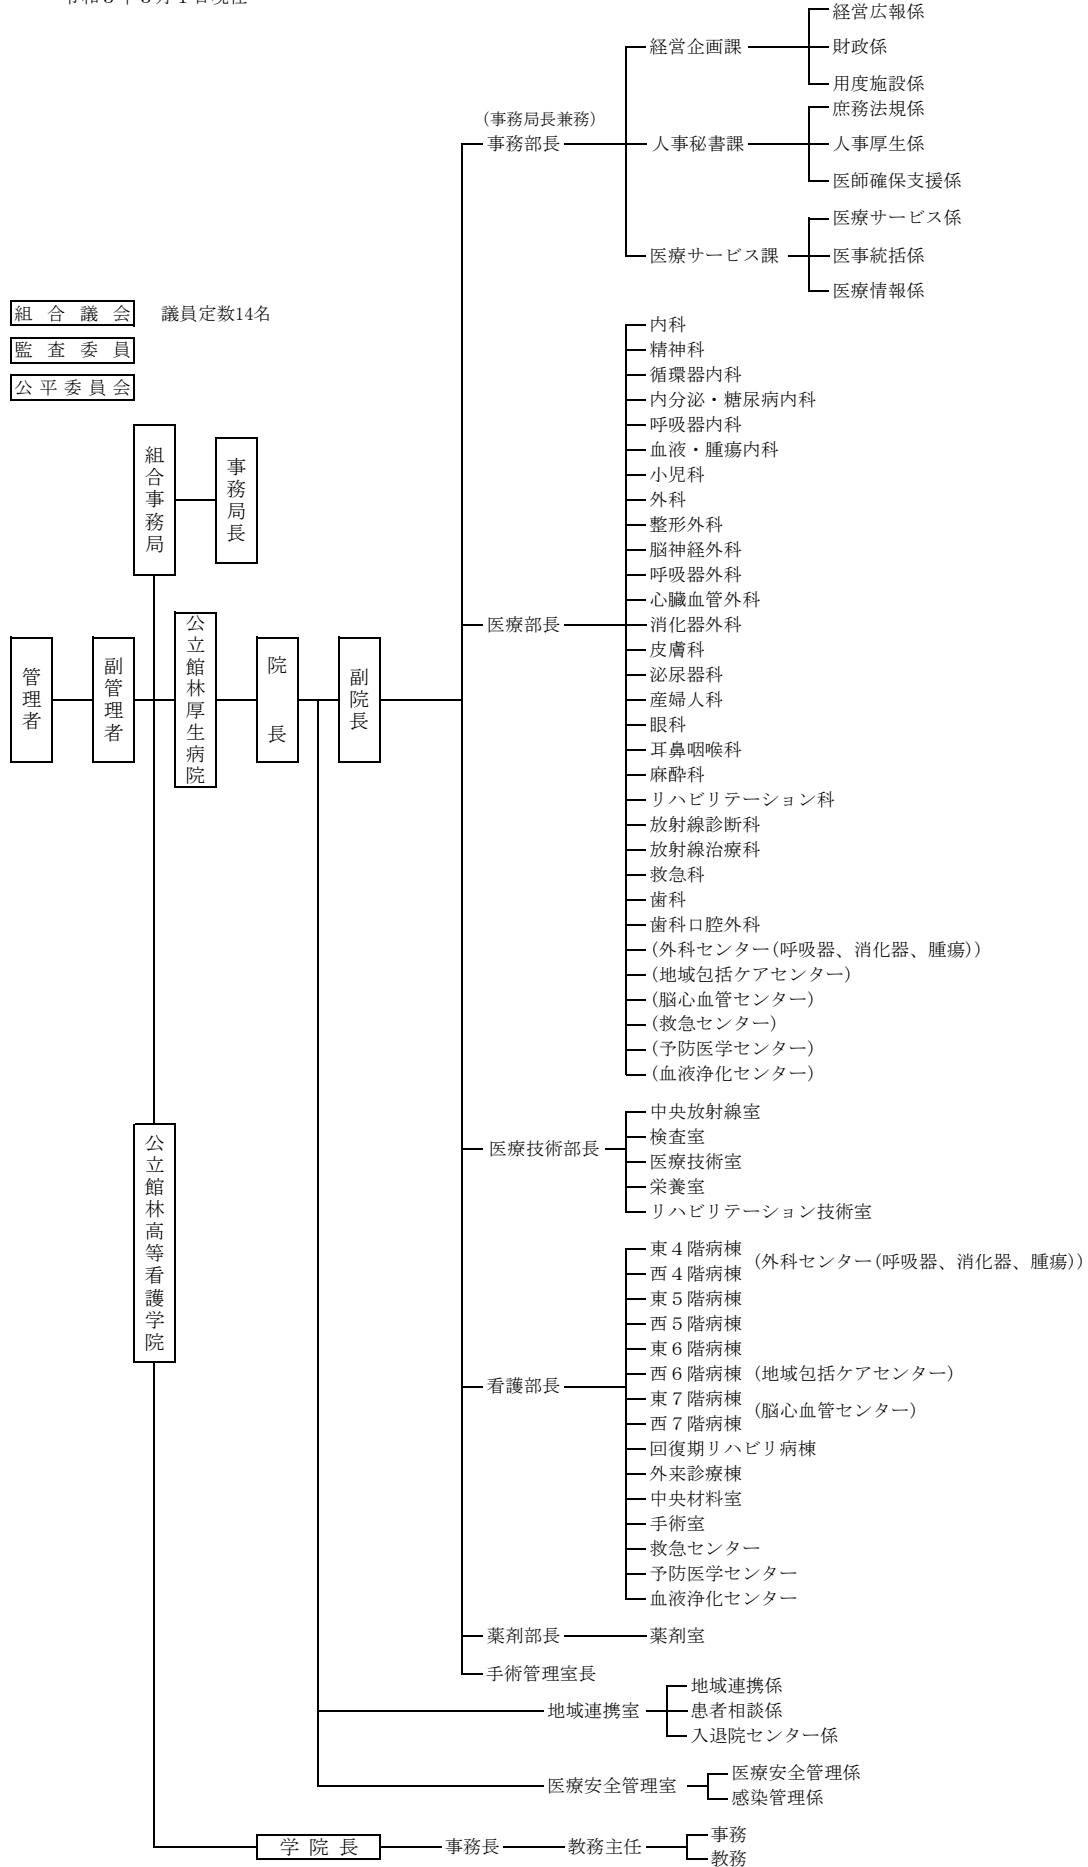 経営広報係
経営企画課
財政係
用度施設係
(事務局長兼務)
事務部長
庶務法規係
人事秘書課
人事厚生係
医師確保支援係
医療サービス係
医療サービス課
医事統括係
医療情報係
組合議会 議員定数14名
監査委員
公平委員会
組合事務局
事務局長
管理者
副管理者
公立館林厚生病院
院長
副院長
医療部長
内科
精神科
循環器内科
内分泌・糖尿病内科
呼吸器内科
血液・腫瘍内科
小児科
外科
整形外科
脳神経外科
呼吸器外科
心臓血管外科
消化器外科
皮膚科
泌尿器科
産婦人科
眼科
耳鼻咽喉科
麻酔科
リハビリテーション科
放射線診断科
放射線治療科
救急科
歯科
歯科口腔外科
(外科センター(呼吸器、消化器、腫瘍))
(地域包括ケアセンター)
(脳心血管センター)
(救急センター)
(予防医学センター)
(血液浄化センター)
医療技術部長
中央放射線室
検査室
医療技術室
栄養室
リハビリテーション技術室
公立館林高等看護学院
看護部長
東4階病棟
(外科センター(呼吸器、消化器、腫瘍))
西4階病棟
東5階病棟
西5階病棟
東6階病棟
西6階病棟 (地域包括ケアセンター)
東7階病棟
(脳心血管センター)
西7階病棟
回復期リハビリ病棟
外来診療棟
中央材料室
手術室
救急センター
予防医学センター
血液浄化センター
薬剤部長 薬剤室
手術管理室長
地域連携室
地域連携係
患者相談係
入退院センター係
医療安全管理室
医療安全管理係
感染管理係
学院長 事務長 教務主任
事務
教務